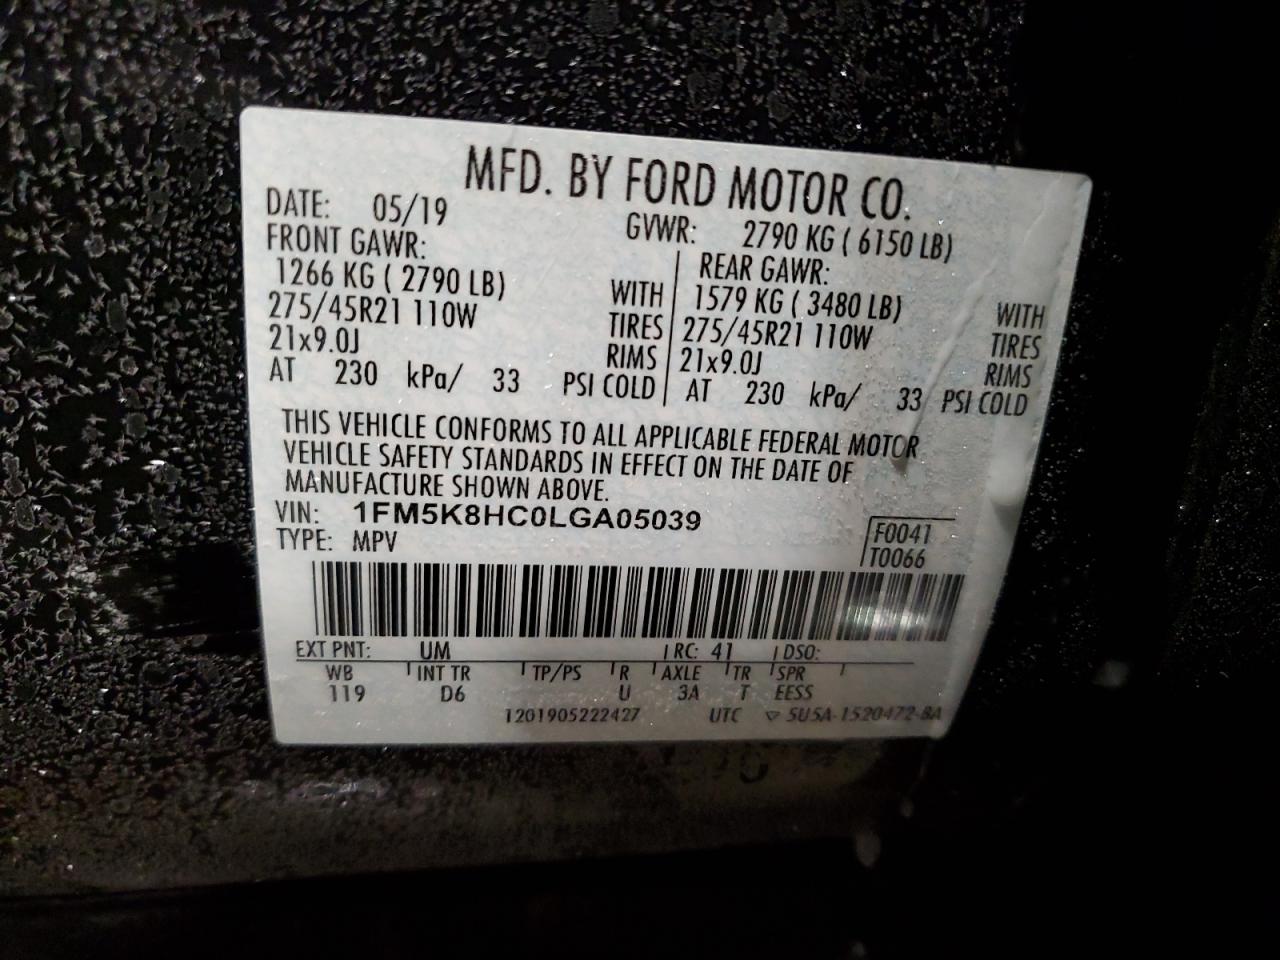 MFD. BY FORD MOTOR CO.
DATE: 05/19 GVWR: 2790 KG ( 6150 LB)
FRONT GAWR: REAR GAWR:
1266 KG ( 2790 LB) WITH 1579 KG ( 3480 LB) WITH
275/45R21 110W TIRES 275/45R21 110W TIRES
21x9.0J RIMS 21x9.0J RIMS
AT 230 kPa/ 33 PSI COLD AT 230 kPa/ 33 PSI COLD
THIS VEHICLE CONFORMS TO ALL APPLICABLE FEDERAL MOTOR
VEHICLE SAFETY STANDARDS IN EFFECT ON THE DATE OF
MANUFACTURE SHOWN ABOVE.
VIN: 1FM5K8HC0LGA05039
F0041
TYPE: MPV
T0066
EXT PNT: UM RC: 41 DSO:
WB INT TR TP/PS R AXLE TR SPR
119 D6 U 3A T EESS
1201905222427 UTC ▽ 5U5A-1520472-BA